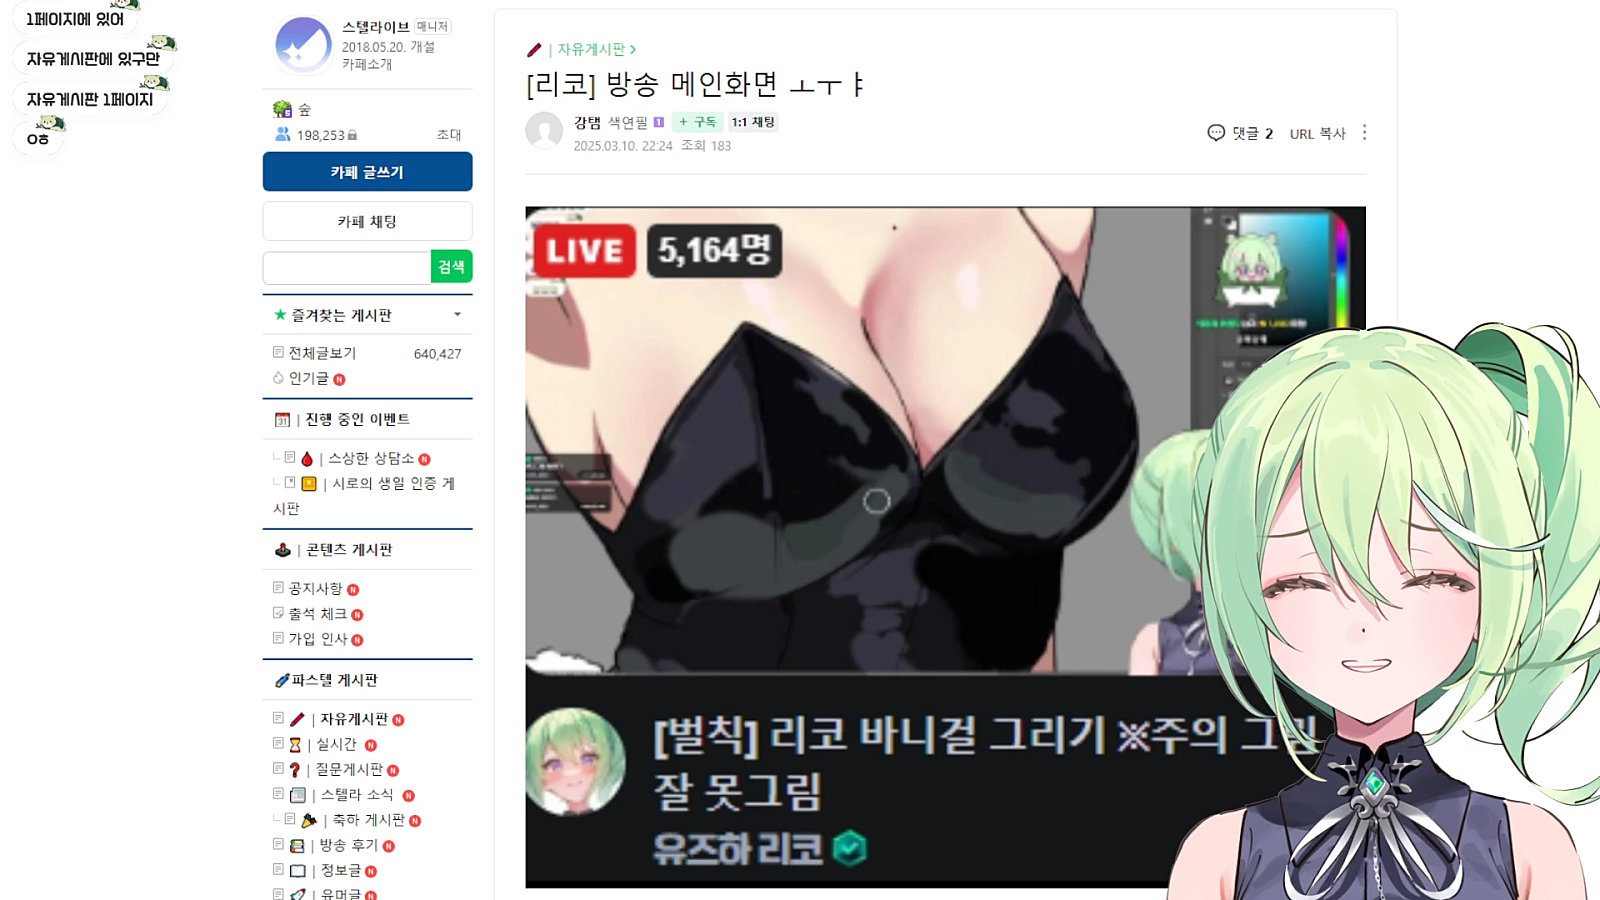 1페이지에 있어
자유게시판에 있구만
자유게시판 1페이지
ㅇㅎ
스텔라이브 매니저
2018.05.20. 개설
카페소개
숲
198,253
초대
카페 글쓰기
카페 채팅
검색
★ 즐겨찾는 게시판
전체글보기 640,427
인기글 N
| 진행 중인 이벤트
| 스상한 상담소 N
| 시로의 생일 인증 게
시판
| 콘텐츠 게시판
공지사항 N
출석 체크 N
가입 인사 N
파스텔 게시판
| 자유게시판 N
| 실시간 N
| 질문게시판 N
| 스텔라 소식 N
| 축하 게시판 N
| 방송 후기 N
| 정보글 N
| 유머글 N
| 자유게시판 >
[리코] 방송 메인화면 ㅗㅜㅑ
강탬 색연필 1 + 구독 1:1 채팅
2025.03.10. 22:24 조회 183
댓글 2 URL 복사
LIVE 5,164명
[벌칙] 리코 바니걸 그리기 ※주의 그림
잘 못그림
유즈하 리코